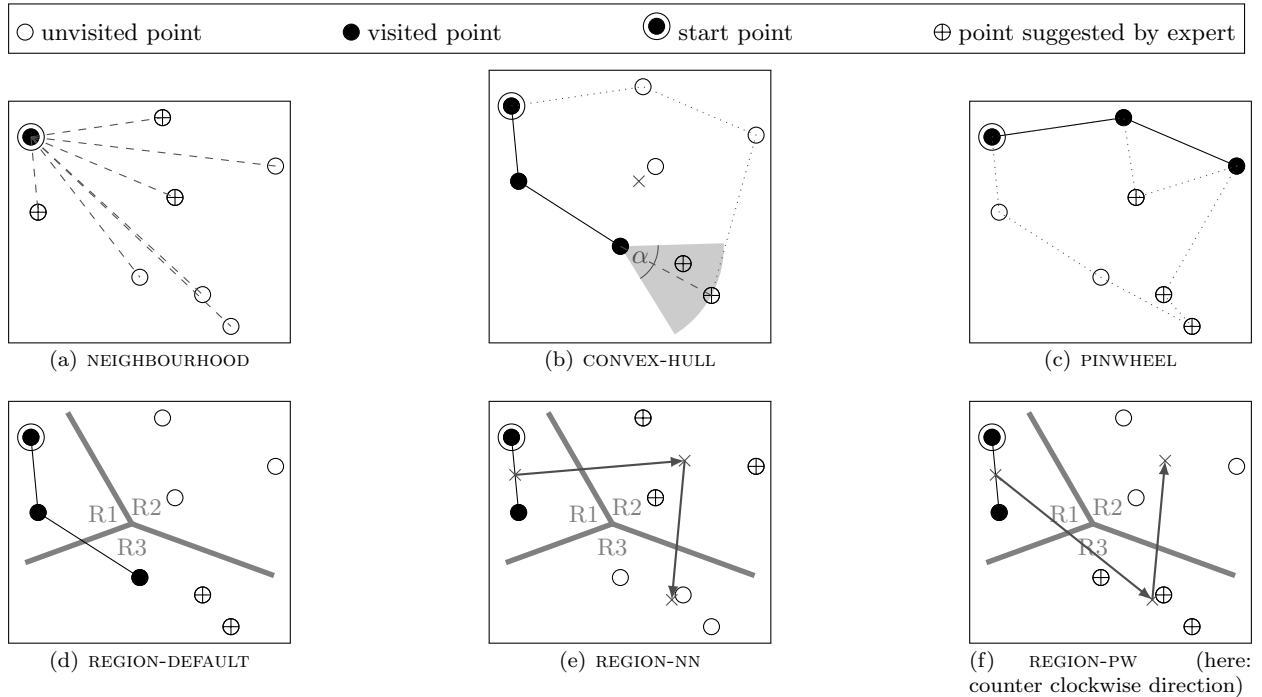 unvisited point visited point start point point suggested by expert
α
(a) NEIGHBOURHOOD (b) CONVEX-HULL (c) PINWHEEL
R1 R2 R3
R1 R2 R3
R1 R2 R3
(d) REGION-DEFAULT (e) REGION-NN (f) REGION-PW (here:
counter clockwise direction)